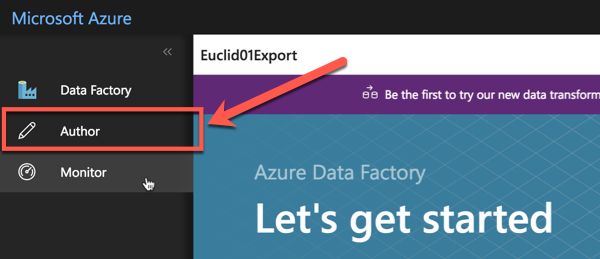 Microsoft Azure
«
Euclid01Export
Data Factory
Be the first to try our new data transform
Author
Monitor
Azure Data Factory
Let's get started